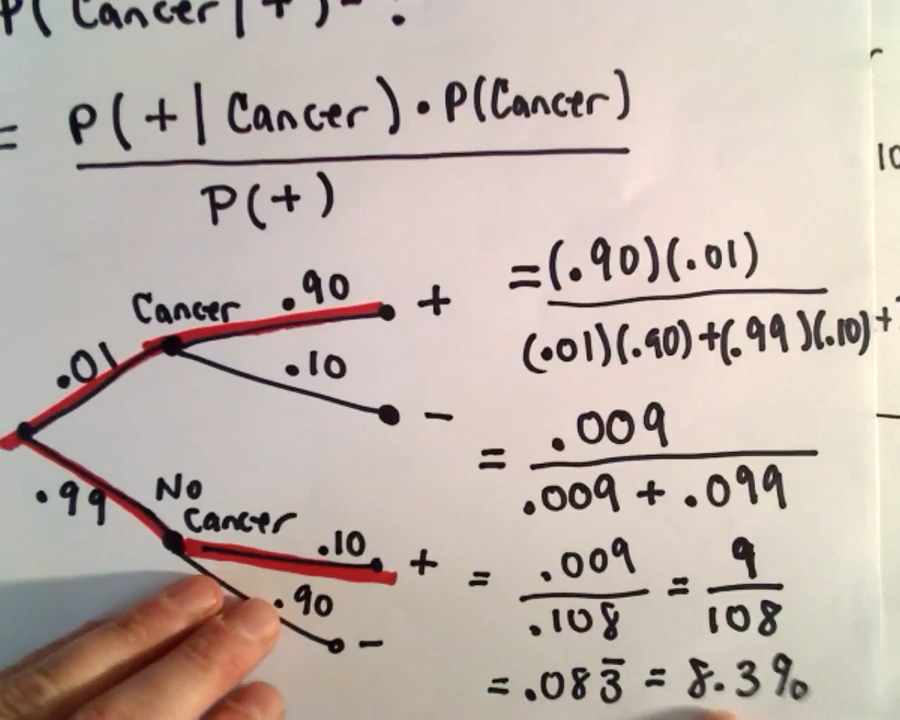 P(Cancer|+) = ?
= P(+|Cancer)·P(Cancer)
P(+)
Cancer .90 +
.01
.10 -
.99
No
Cancer
.10 +
.90 -
= (.90)(.01)
(.01)(.90)+(.99)(.10)+
= .009
.009 + .099
= .009 = 9
.108 108
= .083̅ = 8.3%
10